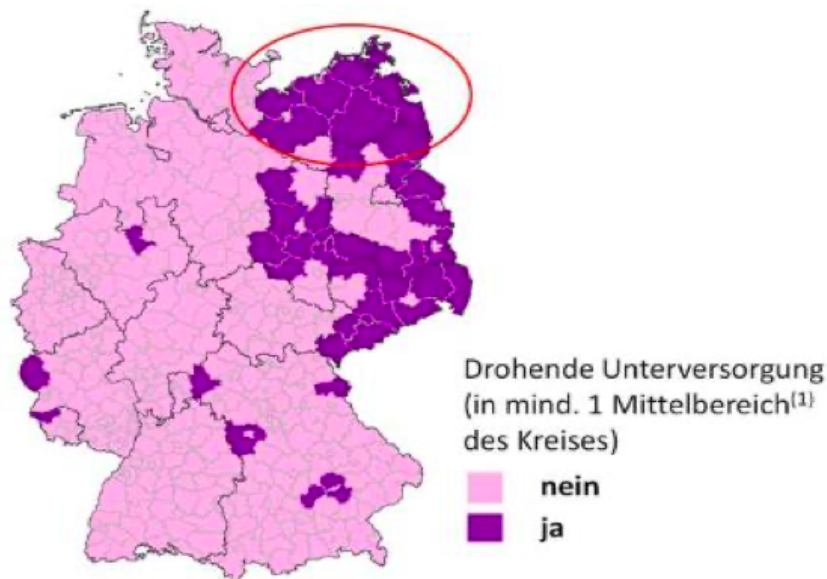 Drohende Unterversorgung
(in mind. 1 Mittelbereich⁽¹⁾
des Kreises)
nein
ja